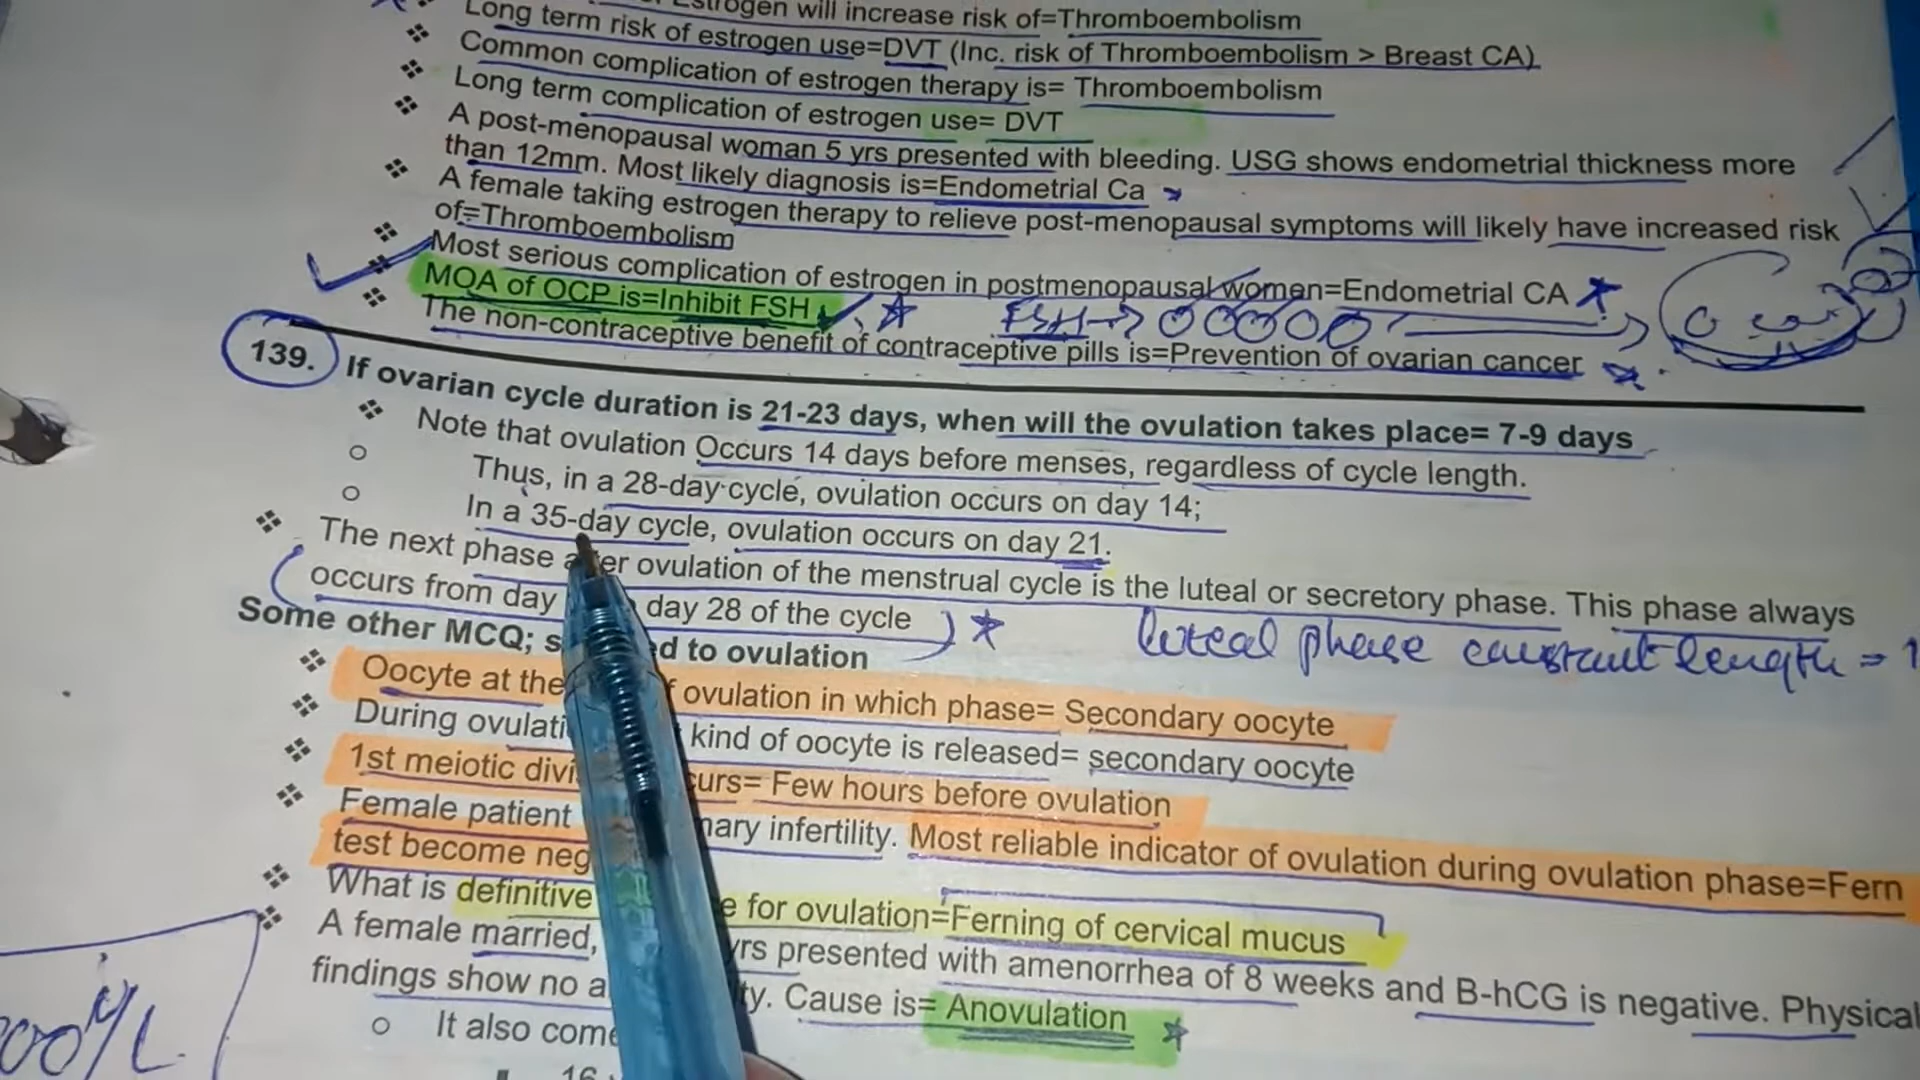 Estrogen will increase risk of=Thromboembolism
Long term risk of estrogen use=DVT (Inc. risk of Thromboembolism > Breast CA)
Common complication of estrogen therapy is= Thromboembolism
Long term complication of estrogen use= DVT
A post-menopausal woman 5 yrs presented with bleeding. USG shows endometrial thickness more
than 12mm. Most likely diagnosis is=Endometrial Ca
A female taking estrogen therapy to relieve post-menopausal symptoms will likely have increased risk
of=Thromboembolism
Most serious complication of estrogen in postmenopausal women=Endometrial CA
MOA of OCP is=Inhibit FSH
FSH→
The non-contraceptive benefit of contraceptive pills is=Prevention of ovarian cancer
139. If ovarian cycle duration is 21-23 days, when will the ovulation takes place= 7-9 days
Note that ovulation Occurs 14 days before menses, regardless of cycle length.
Thus, in a 28-day cycle, ovulation occurs on day 14;
In a 35-day cycle, ovulation occurs on day 21.
The next phase after ovulation of the menstrual cycle is the luteal or secretory phase. This phase always
occurs from day day 28 of the cycle
luteal phase constant length =
Some other MCQ; d to ovulation
Oocyte at the ovulation in which phase= Secondary oocyte
During kind of oocyte is released= secondary oocyte
1st meiotic = Few hours before ovulation
Female patient infertility. Most reliable indicator of ovulation during ovulation phase=Fern
test become
What is definitive for ovulation=Ferning of cervical mucus
A female married, yrs presented with amenorrhea of 8 weeks and B-hCG is negative. Physical
findings show no Cause is= Anovulation
It also
16